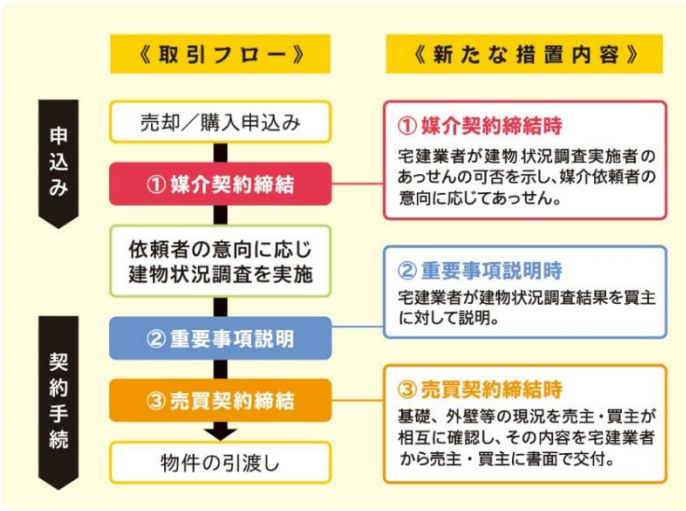 《取引フロー》
《新たな措置内容》
申込み
売却／購入申込み
①媒介契約締結
依頼者の意向に応じ
建物状況調査を実施
契約手続
②重要事項説明
③売買契約締結
物件の引渡し
①媒介契約締結時
宅建業者が建物状況調査実施者の
あっせんの可否を示し、媒介依頼者の
意向に応じてあっせん。
②重要事項説明時
宅建業者が建物状況調査結果を買主
に対して説明。
③売買契約締結時
基礎、外壁等の現況を売主・買主が
相互に確認し、その内容を宅建業者
から売主・買主に書面で交付。